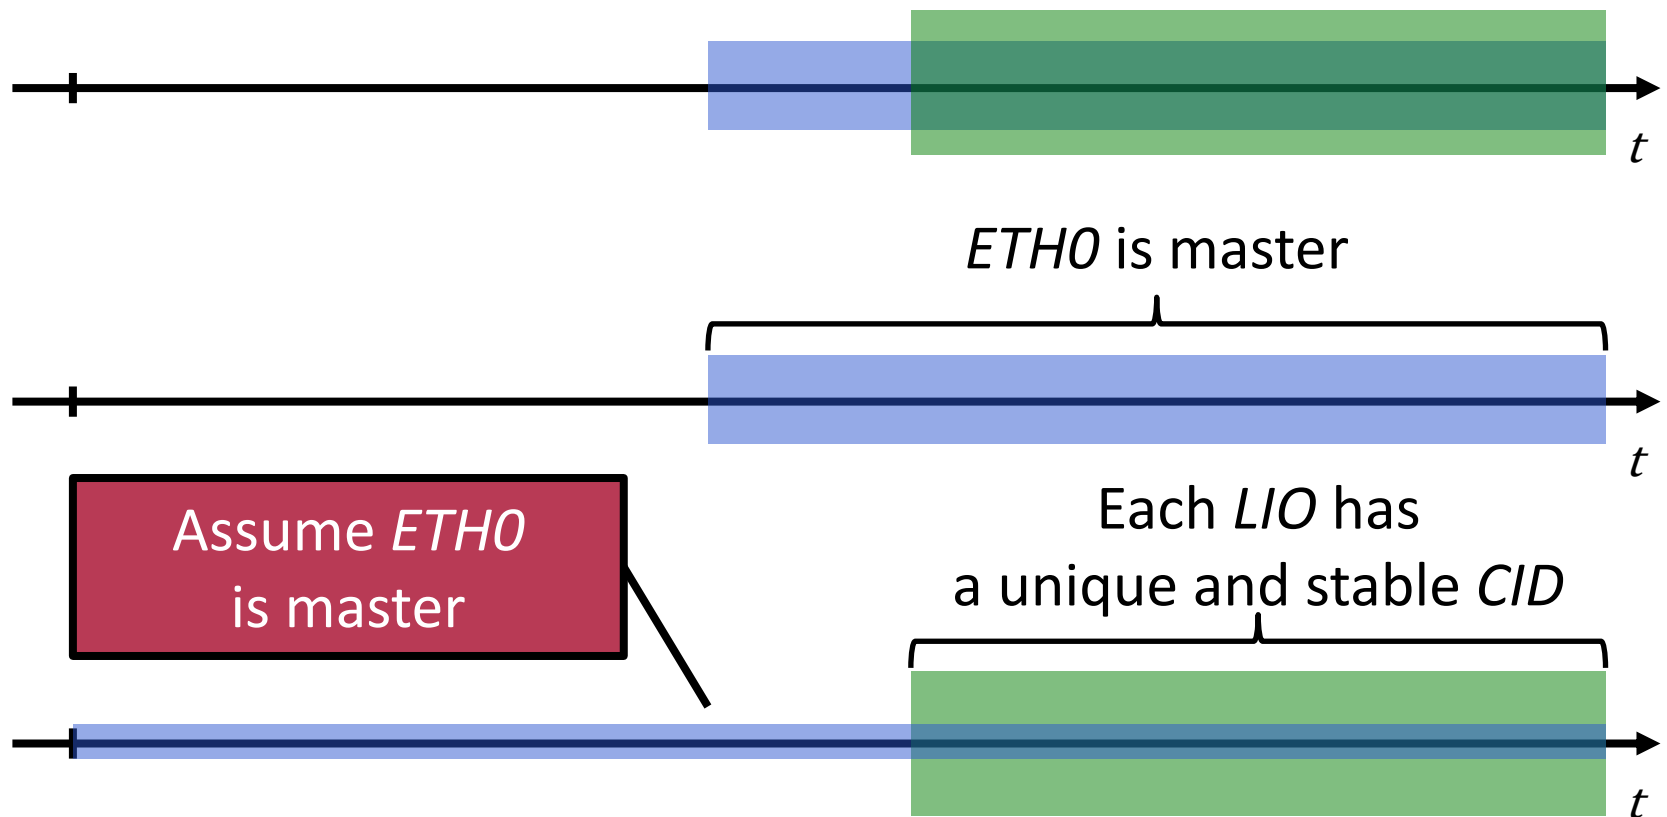 t
ETH0 is master
t
Assume ETH0
is master
Each LIO has
a unique and stable CID
t